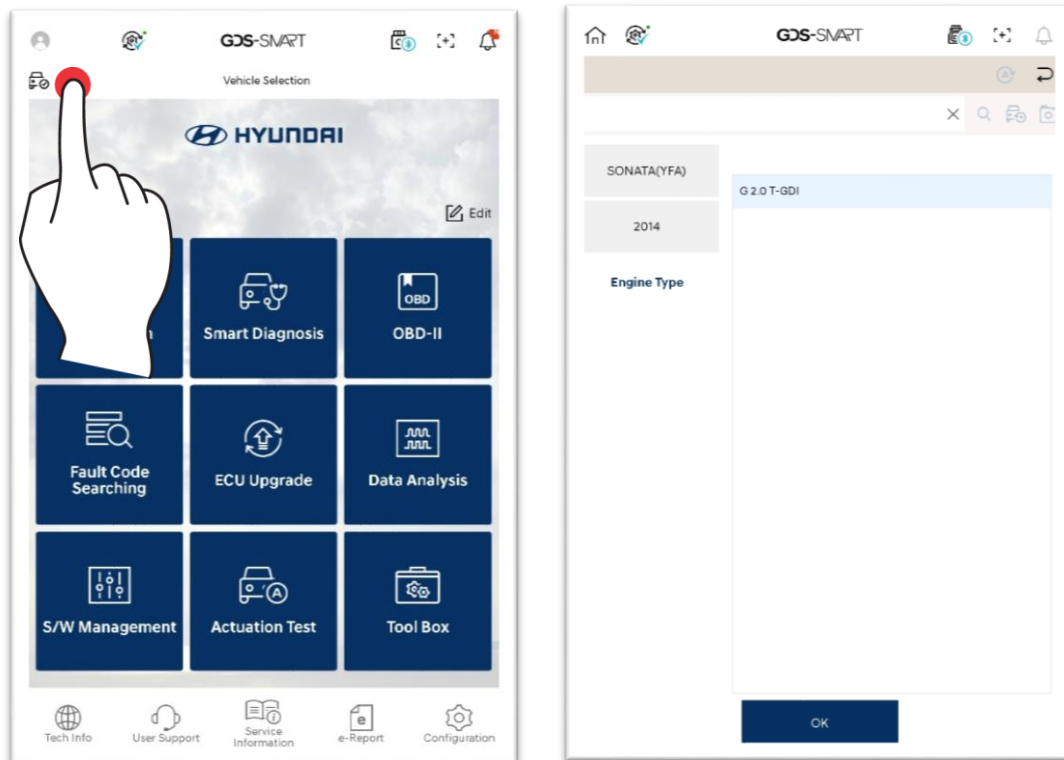 GDS-SMART
Vehicle Selection
HYUNDAI
Edit
Smart Diagnosis
OBD
OBD-II
Fault Code
Searching
ECU Upgrade
Data Analysis
S/W Management
A
Actuation Test
Tool Box
Tech Info
User Support
Service
Information
e
e-Report
Configuration
GDS-SMART
SONATA(YFA)
2014
Engine Type
G 2.0 T-GDI
OK